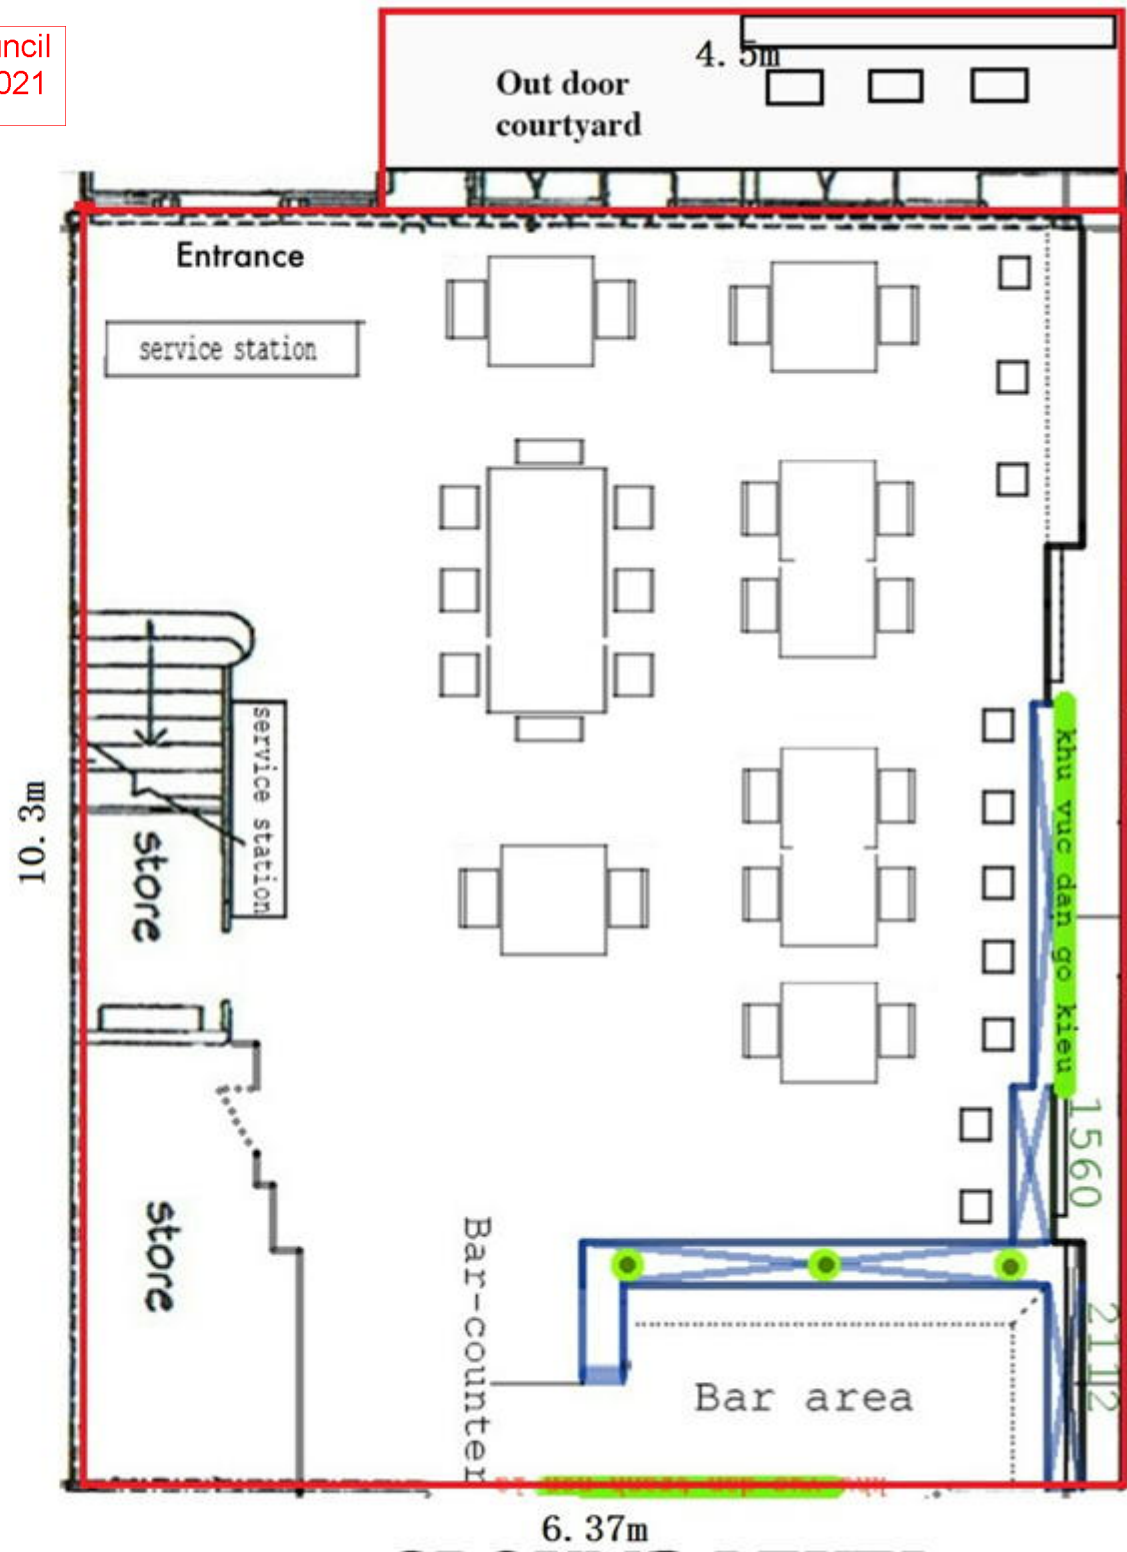 ncil
021
4.5m
Out door
courtyard
Entrance
service station
service station
10.3m
store
khu vuc dan go kieu
1560
store
Bar-counter
2112
Bar area
6.37m